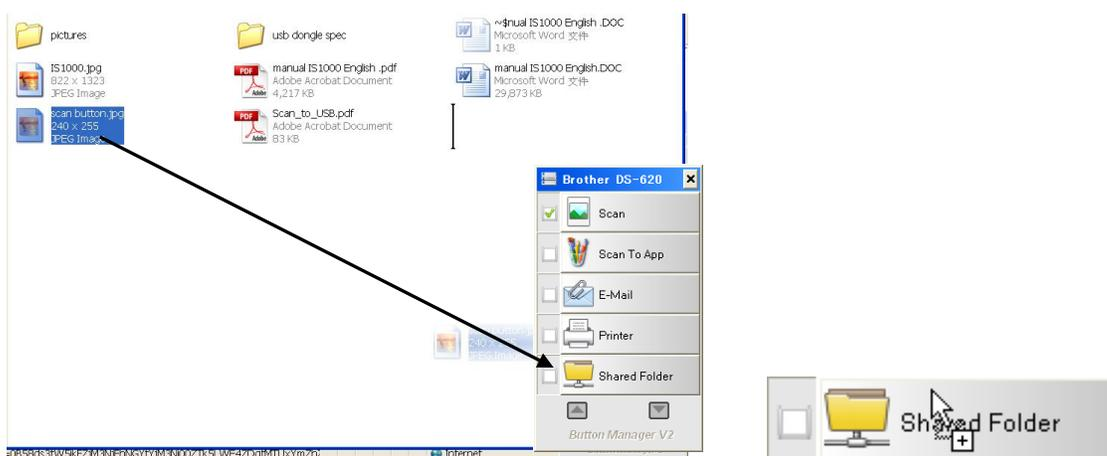 pictures
usb dongle spec
~$nual IS1000 English .DOC
Microsoft Word 文件
1 KB
IS1000.jpg
822 x 1323
JPEG Image
manual IS1000 English .pdf
Adobe Acrobat Document
4,217 KB
manual IS1000 English.DOC
Microsoft Word 文件
29,873 KB
scan button.jpg
240 x 255
JPEG Image
Scan_to_USB.pdf
Adobe Acrobat Document
83 KB
Brother DS-620
Scan
Scan To App
E-Mail
Printer
Shared Folder
Button Manager V2
Shared Folder
Internet